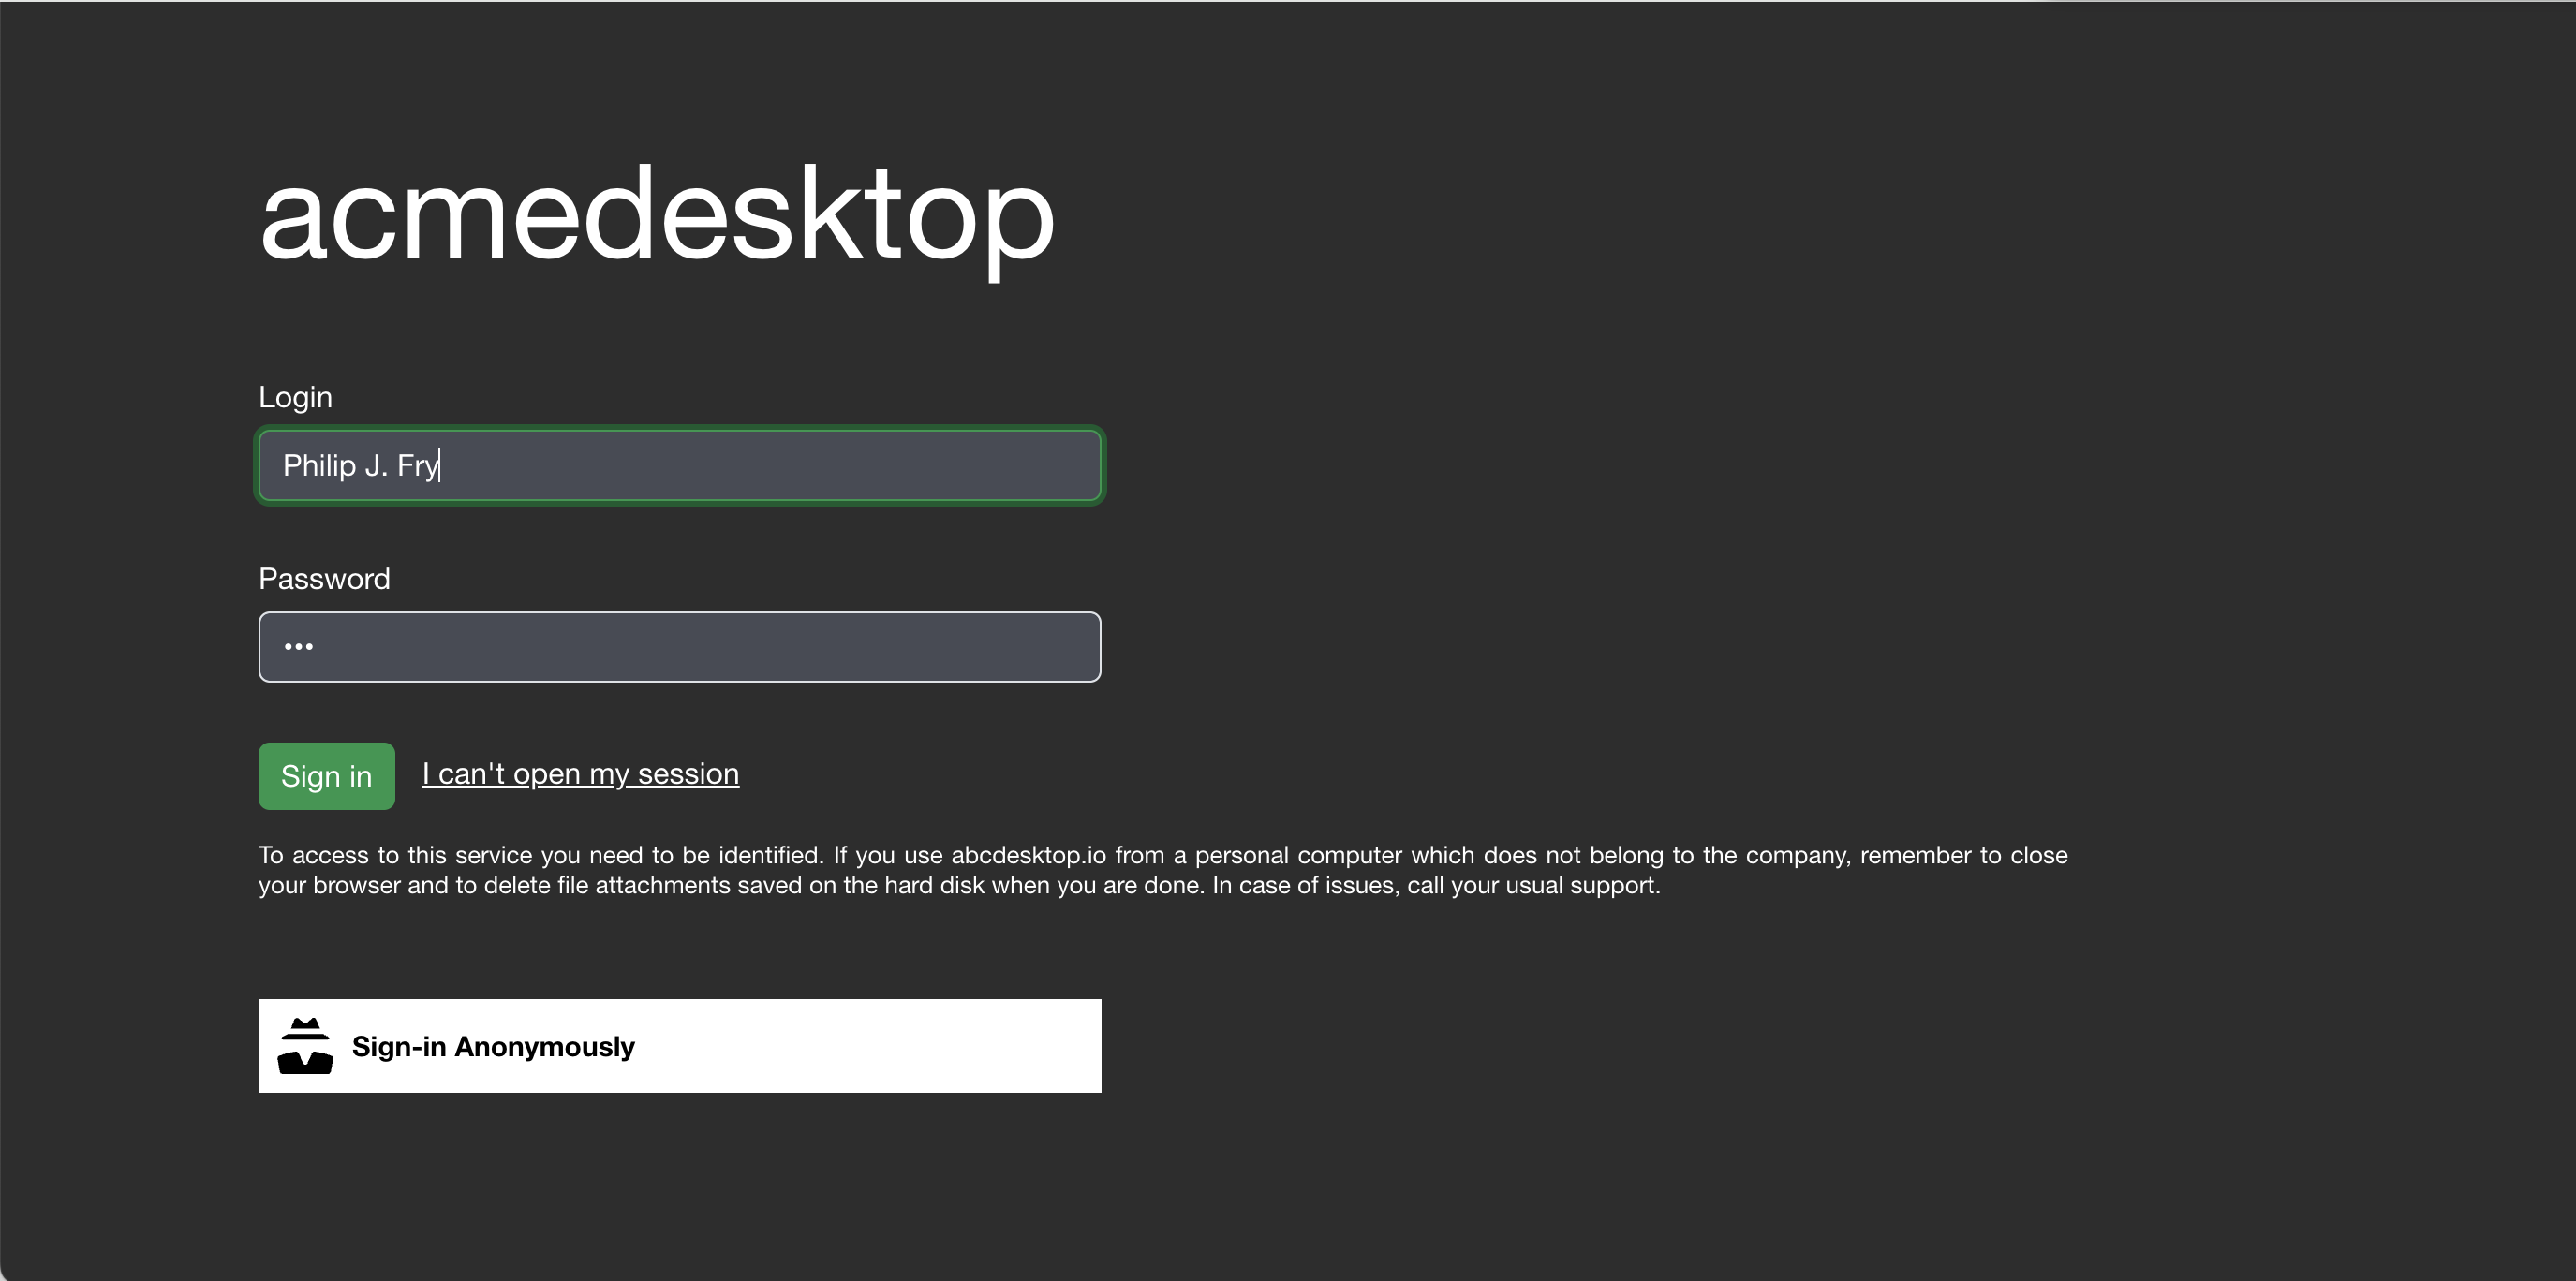 acmedesktop
Login
Philip J. Fry
Password
•••
Sign in
I can't open my session
To access to this service you need to be identified. If you use abcdesktop.io from a personal computer which does not belong to the company, remember to close
your browser and to delete file attachments saved on the hard disk when you are done. In case of issues, call your usual support.
Sign-in Anonymously